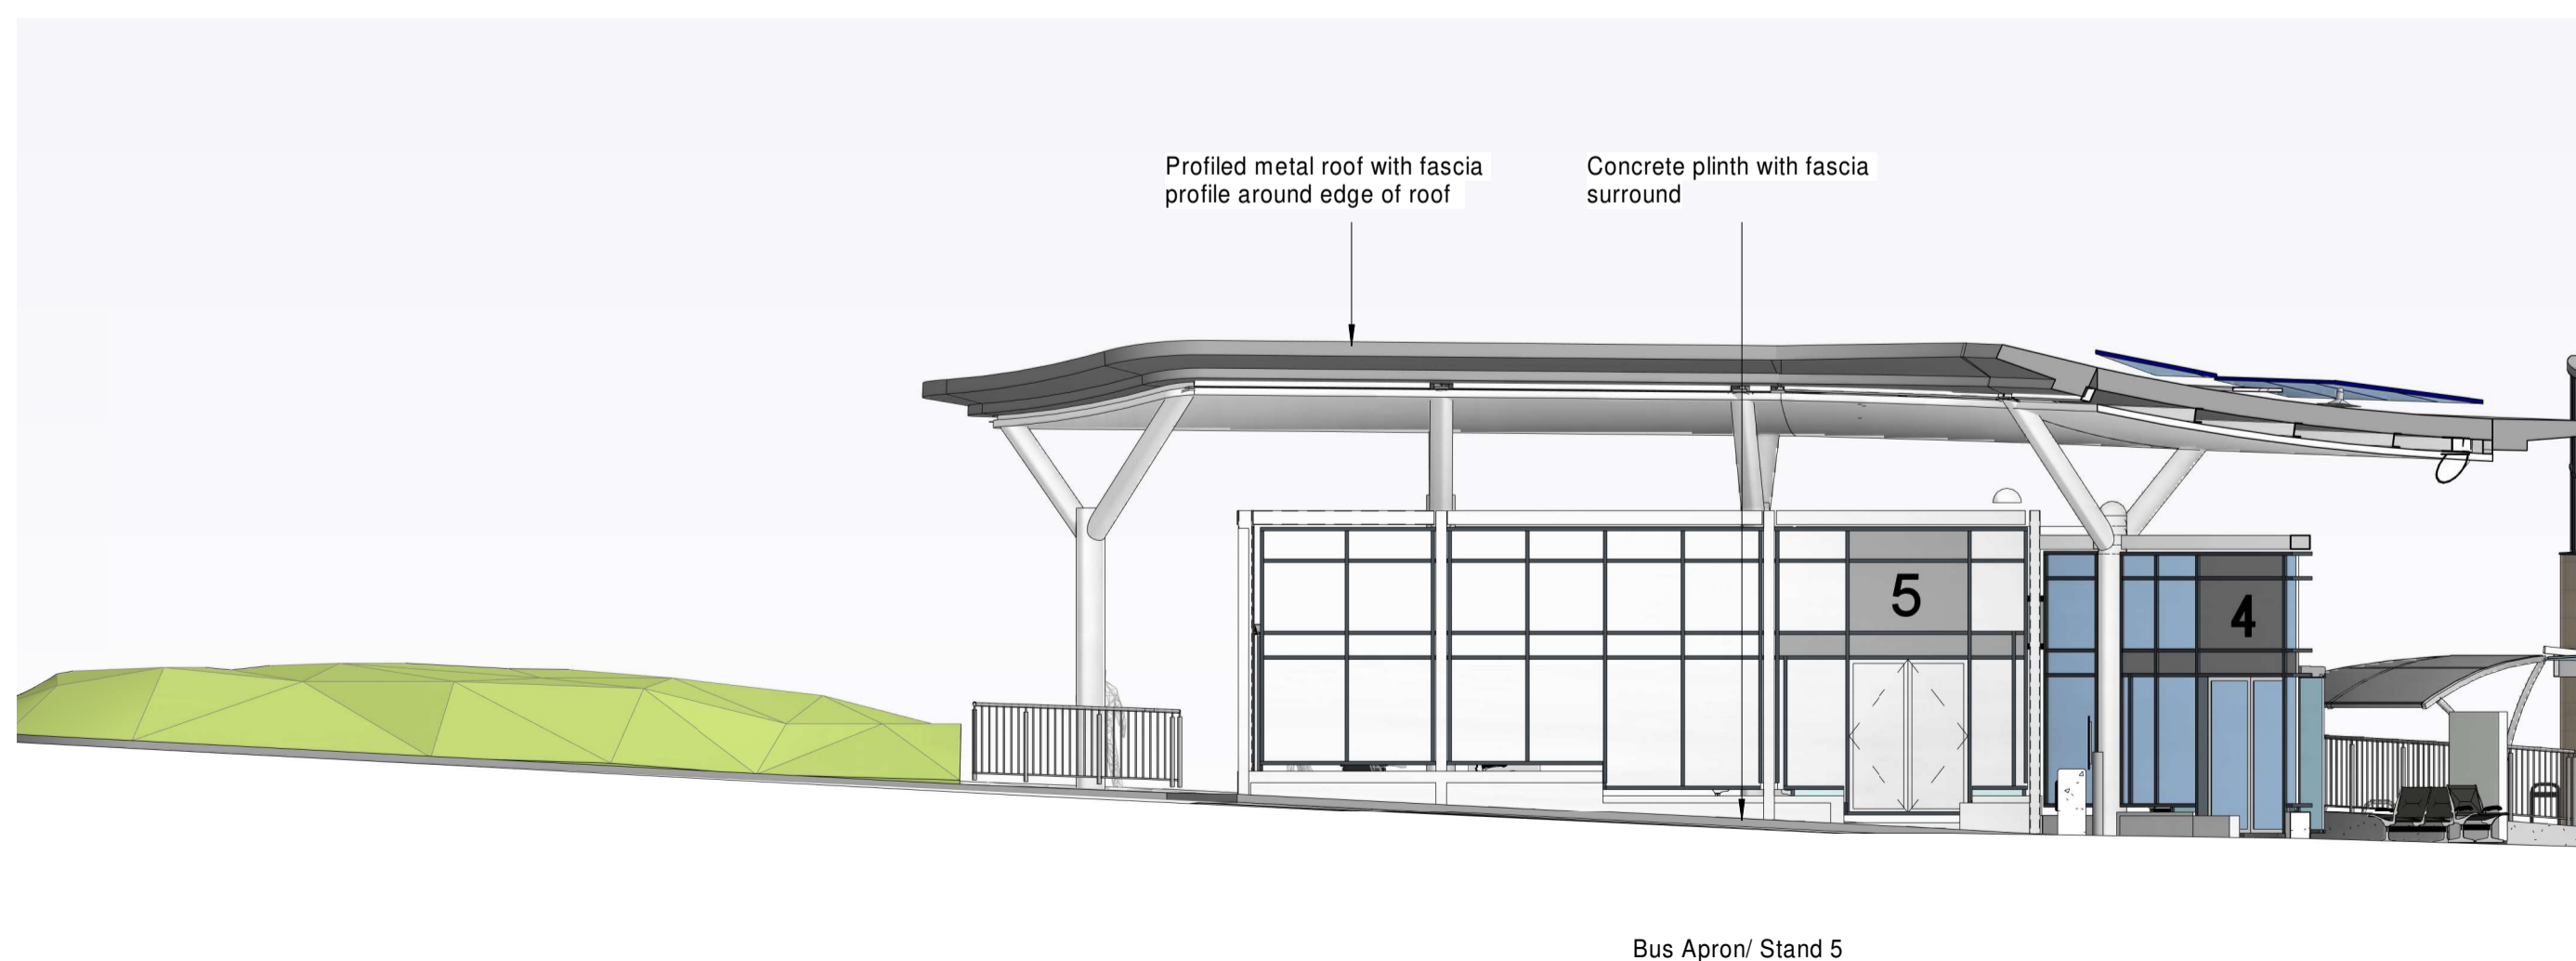 Profiled metal roof with fascia
profile around edge of roof
Concrete plinth with fascia
surround
5
4
Bus Apron/ Stand 5